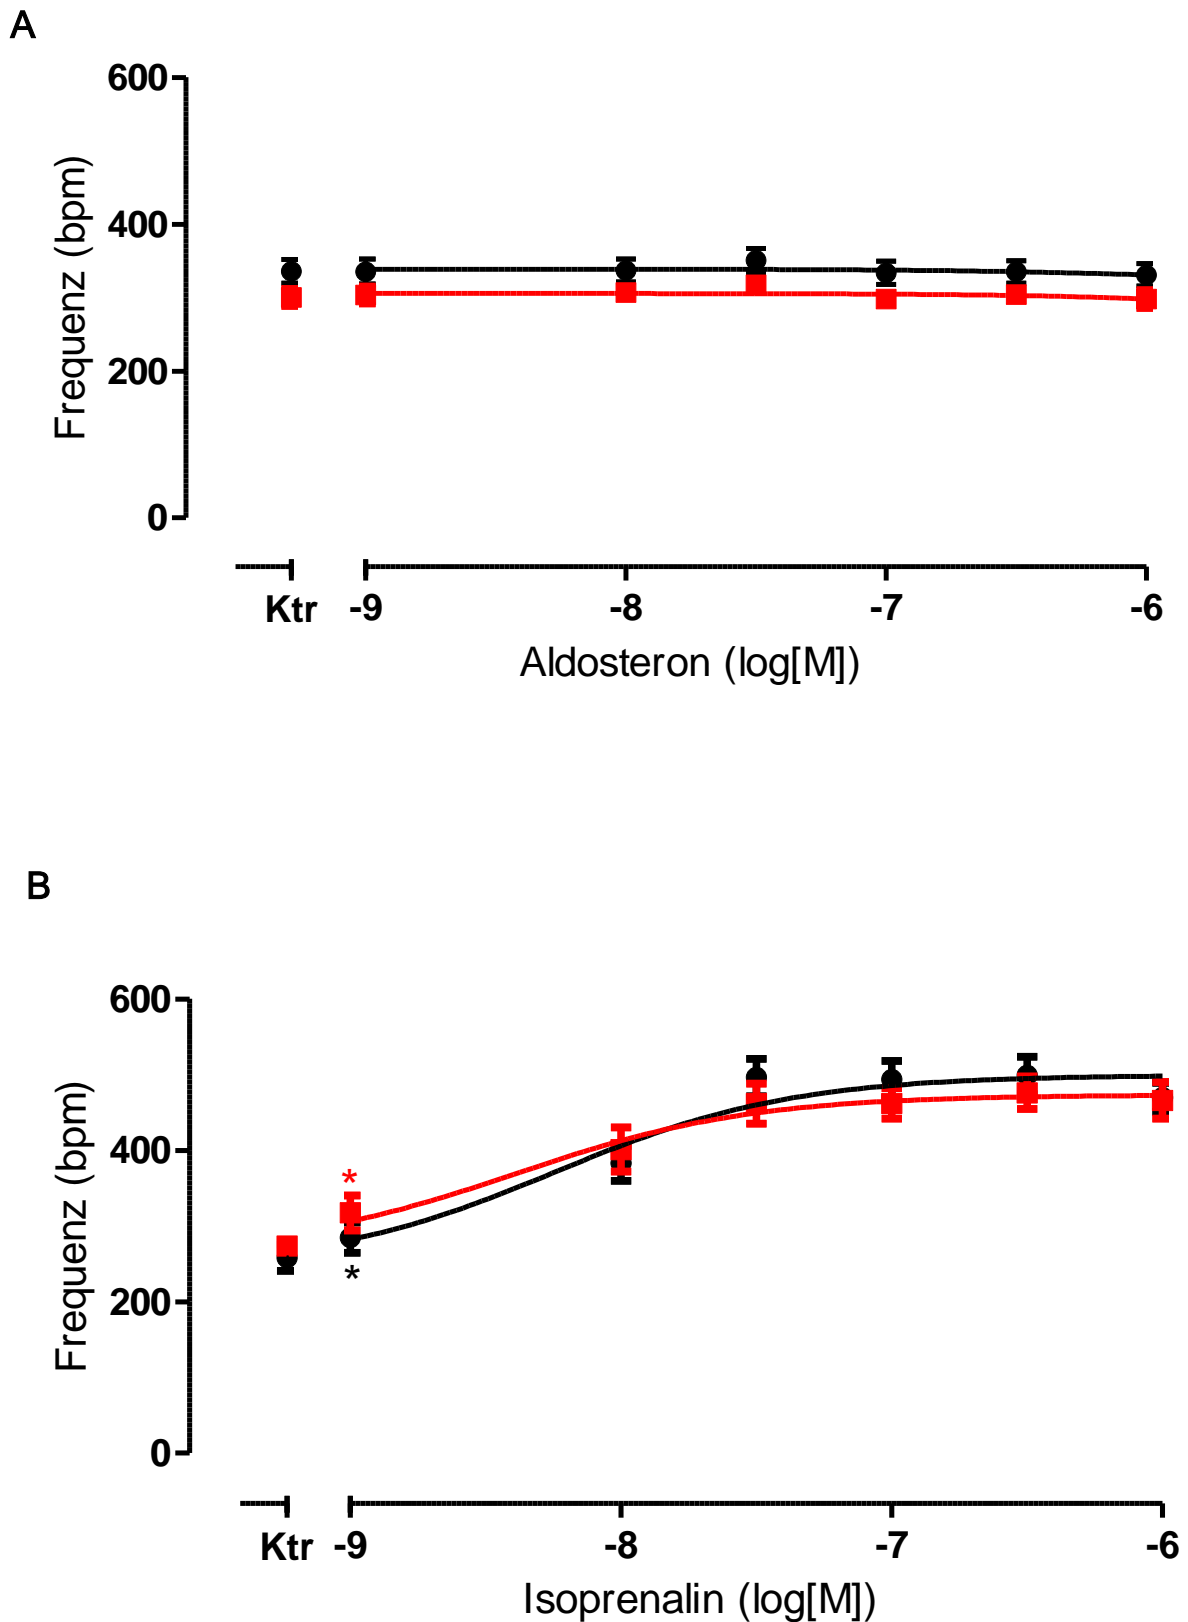 A
600
400
200
0
Frequenz (bpm)
Ktr -9 -8 -7 -6
Aldosteron (log[M])
B
600
400
200
0
Frequenz (bpm)
*
*
Ktr -9 -8 -7 -6
Isoprenalin (log[M])